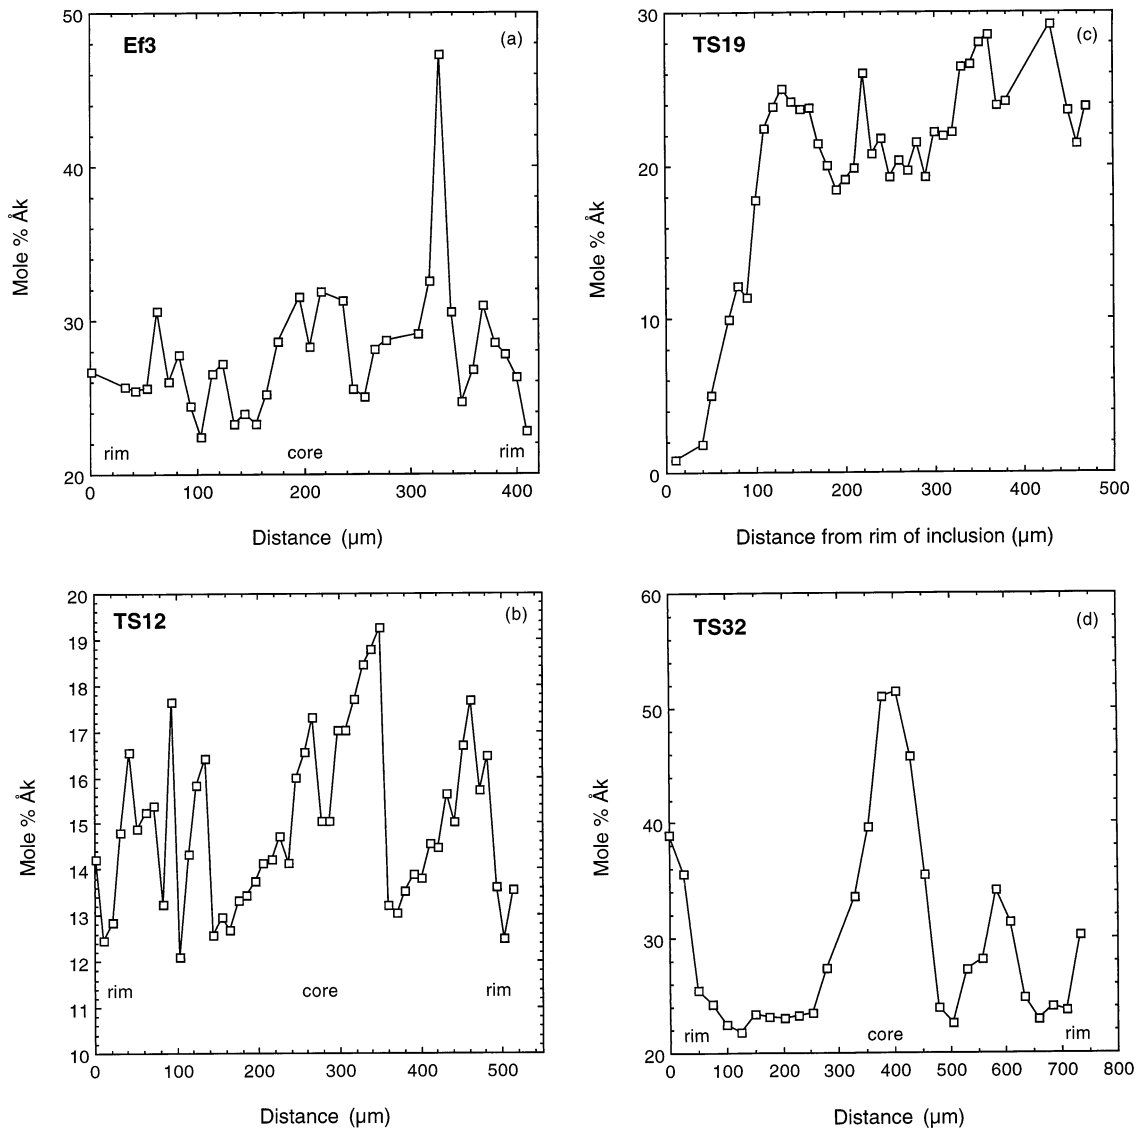 Ef3
(a)
50
40
30
20
Mole % Åk
rim
core
rim
0
100
200
300
400
Distance (µm)
TS19
(c)
30
20
10
0
Mole % Åk
0
100
200
300
400
500
Distance from rim of inclusion (µm)
TS12
(b)
20
19
18
17
16
15
14
13
12
11
10
Mole % Åk
rim
core
rim
0
100
200
300
400
500
Distance (µm)
TS32
(d)
60
50
40
30
20
Mole % Åk
rim
core
rim
0
100
200
300
400
500
600
700
800
Distance (µm)